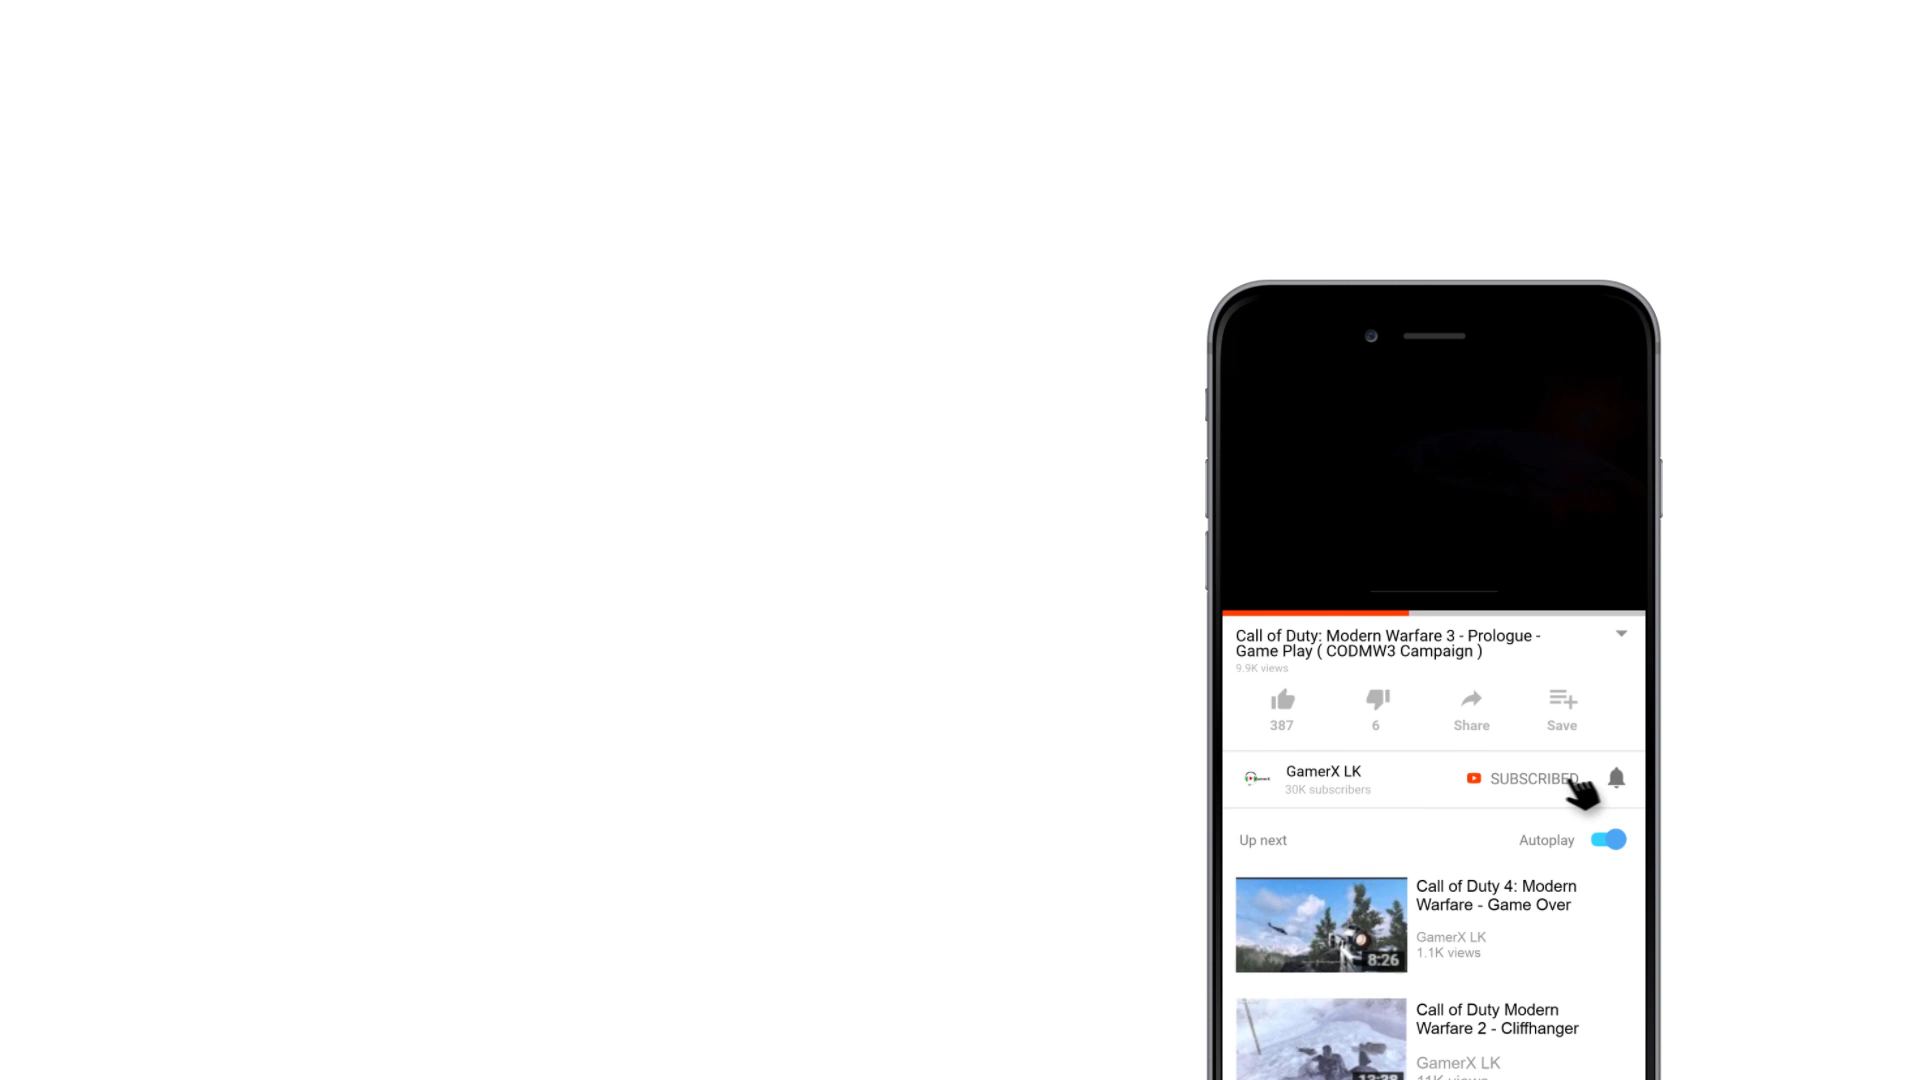 Call of Duty: Modern Warfare 3 - Prologue -
Game Play ( CODMW3 Campaign )
9.9K views
387
6
Share
Save
GamerX LK
30K subscribers
SUBSCRIBED
Up next
Autoplay
8:26
Call of Duty 4: Modern
Warfare - Game Over
GamerX LK
1.1K views
Call of Duty Modern
Warfare 2 - Cliffhanger
GamerX LK
11K views